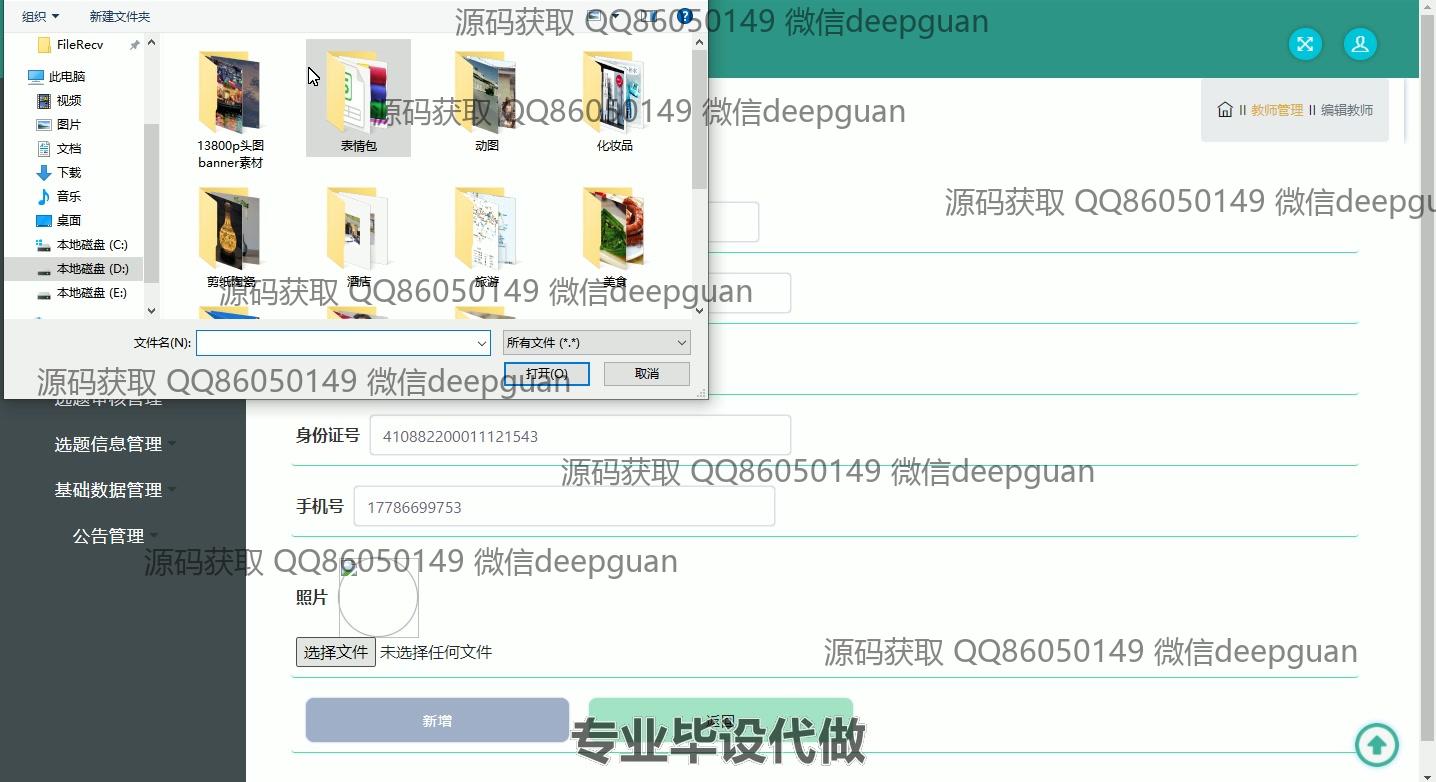 组织 新建文件夹
源码获取 QQ86050149 微信deepguan
FileRecv
此电脑
视频
图片
文档
下载
音乐
桌面
本地磁盘 (C:)
本地磁盘 (D:)
本地磁盘 (E:)
13800p头图
banner素材
表情包
动图
化妆品
源码获取 QQ86050149 微信deepguan
教师管理 编辑教师
源码获取 QQ86050149 微信deepgu
剪纸陶瓷
酒店
旅游
美食
源码获取 QQ86050149 微信deepguan
文件名(N):
所有文件 (*.*)
打开(O)
取消
源码获取 QQ86050149 微信deepguan
选题审核管理
选题信息管理
基础数据管理
公告管理
身份证号 410882200011121543
源码获取 QQ86050149 微信deepguan
手机号 17786699753
源码获取 QQ86050149 微信deepguan
照片
选择文件 未选择任何文件
源码获取 QQ86050149 微信deepguan
新增
返回
专业毕设代做